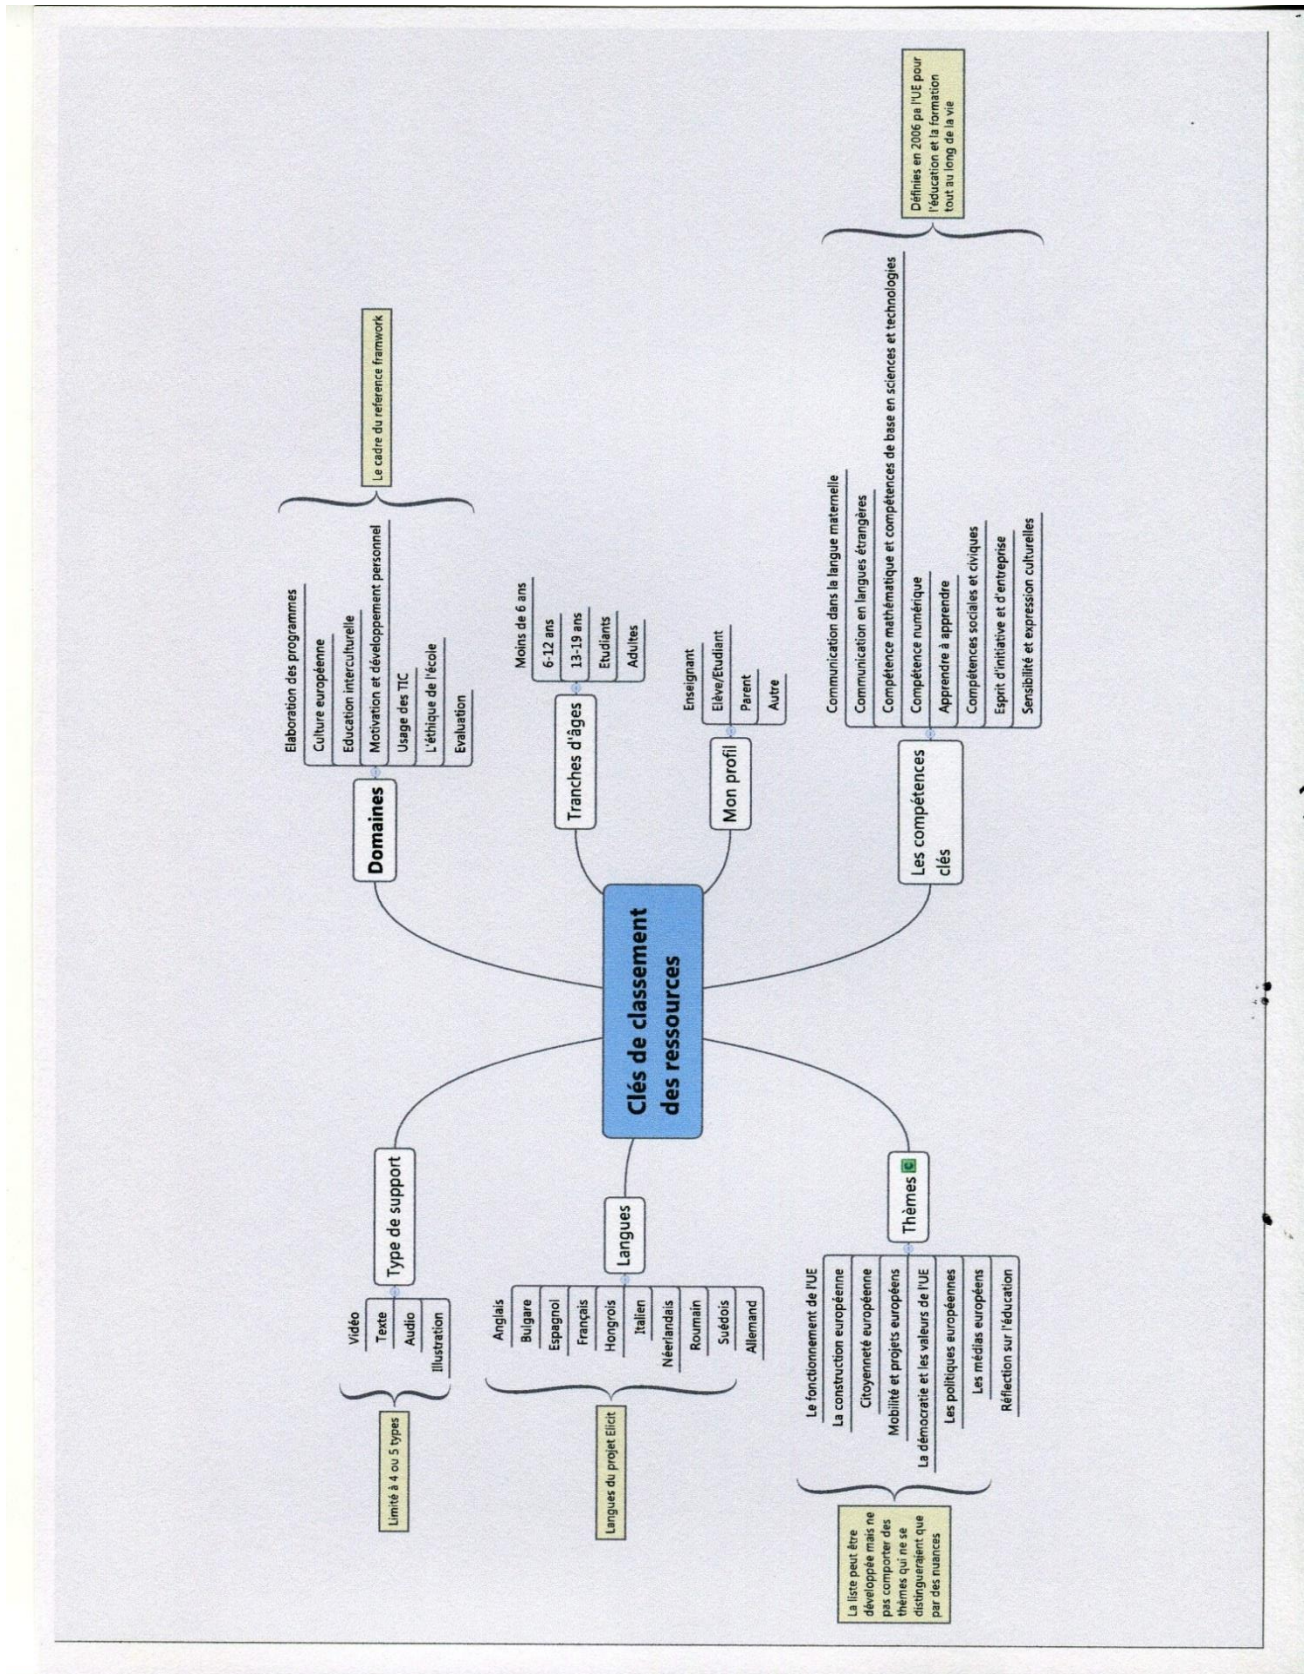 Clés de classement
des ressources
Type de support
Vidéo
Texte
Audio
Illustration
Limité à 4 ou 5 types
Langues
Anglais
Bulgare
Espagnol
Français
Hongrois
Italien
Néerlandais
Roumain
Suédois
Allemand
Langues du projet Elicit
Thèmes
Le fonctionnement de l'UE
La construction européenne
Citoyenneté européenne
Mobilité et projets européens
La démocratie et les valeurs de l'UE
Les politiques européennes
Les médias européens
Réflection sur l'éducation
La liste peut être
développée mais ne
pas comporter des
thèmes qui ne se
distingueraient que
par des nuances
Domaines
Elaboration des programmes
Culture européenne
Education interculturelle
Motivation et développement personnel
Usage des TIC
L'éthique de l'école
Evaluation
Le cadre du reference framwork
Tranches d'âges
Moins de 6 ans
6-12 ans
13-19 ans
Etudiants
Adultes
Mon profil
Enseignant
Elève/Etudiant
Parent
Autre
Les compétences
clés
Communication dans la langue maternelle
Communication en langues étrangères
Compétence mathématique et compétences de base en sciences et technologies
Compétence numérique
Apprendre à apprendre
Compétences sociales et civiques
Esprit d'initiative et d'entreprise
Sensibilité et expression culturelles
Définies en 2006 pa l'UE pour
l'éducation et la formation
tout au long de la vie